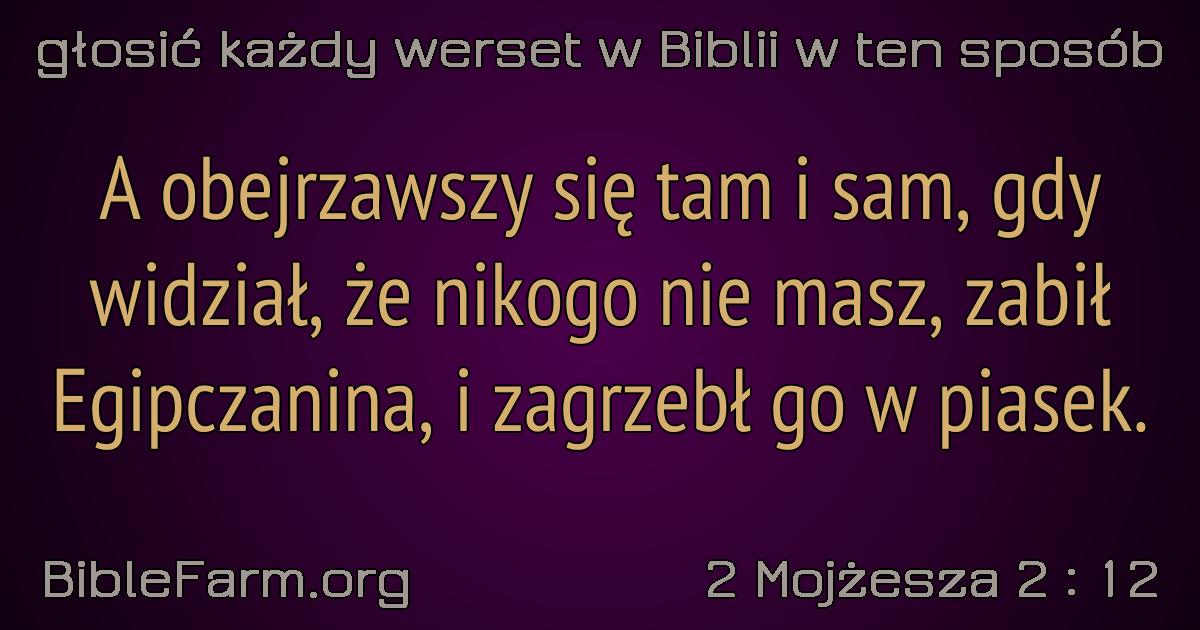 głosić każdy werset w Biblii w ten sposób
A obejrzawszy się tam i sam, gdy
widział, że nikogo nie masz, zabił
Egipczanina, i zagrzebł go w piasek.
BibleFarm.org
2 Mojżesza 2 : 12